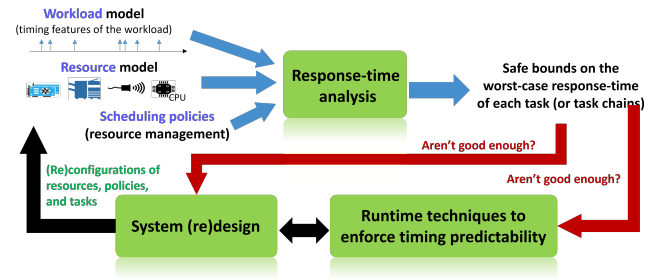 Workload model
(timing features of the workload)
Resource model
CPU
Scheduling policies
(resource management)
Response-time
analysis
Safe bounds on the
worst-case response-time
of each task (or task chains)
Aren't good enough?
Aren't good enough?
(Re)configurations of
resources, policies,
and tasks
System (re)design
Runtime techniques to
enforce timing predictability